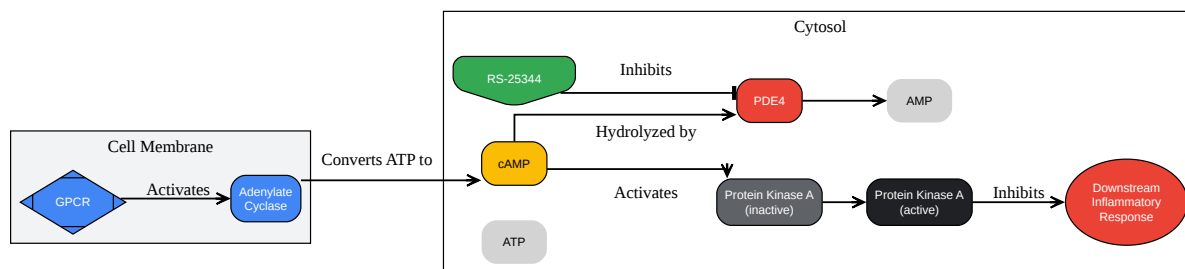 Cytosol
RS-25344
Inhibits
PDE4
AMP
Hydrolyzed by
Cell Membrane
Converts ATP to
cAMP
GPCR
Activates
Adenylate
Cyclase
Activates
Protein Kinase A
(inactive)
Protein Kinase A
(active)
Inhibits
Downstream
Inflammatory
Response
ATP